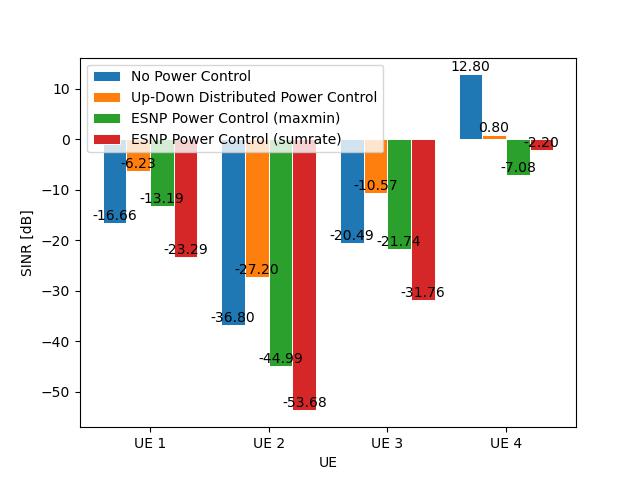 12.80
10
No Power Control
Up-Down Distributed Power Control
ESNP Power Control (maxmin)
ESNP Power Control (sumrate)
0.80
0
-2.20
-6.23
-7.08
−10
-10.57
-13.19
-16.66
−20
-20.49
-21.74
-23.29
-27.20
−30
-31.76
-36.80
−40
-44.99
−50
-53.68
SINR [dB]
UE 1
UE 2
UE 3
UE 4
UE